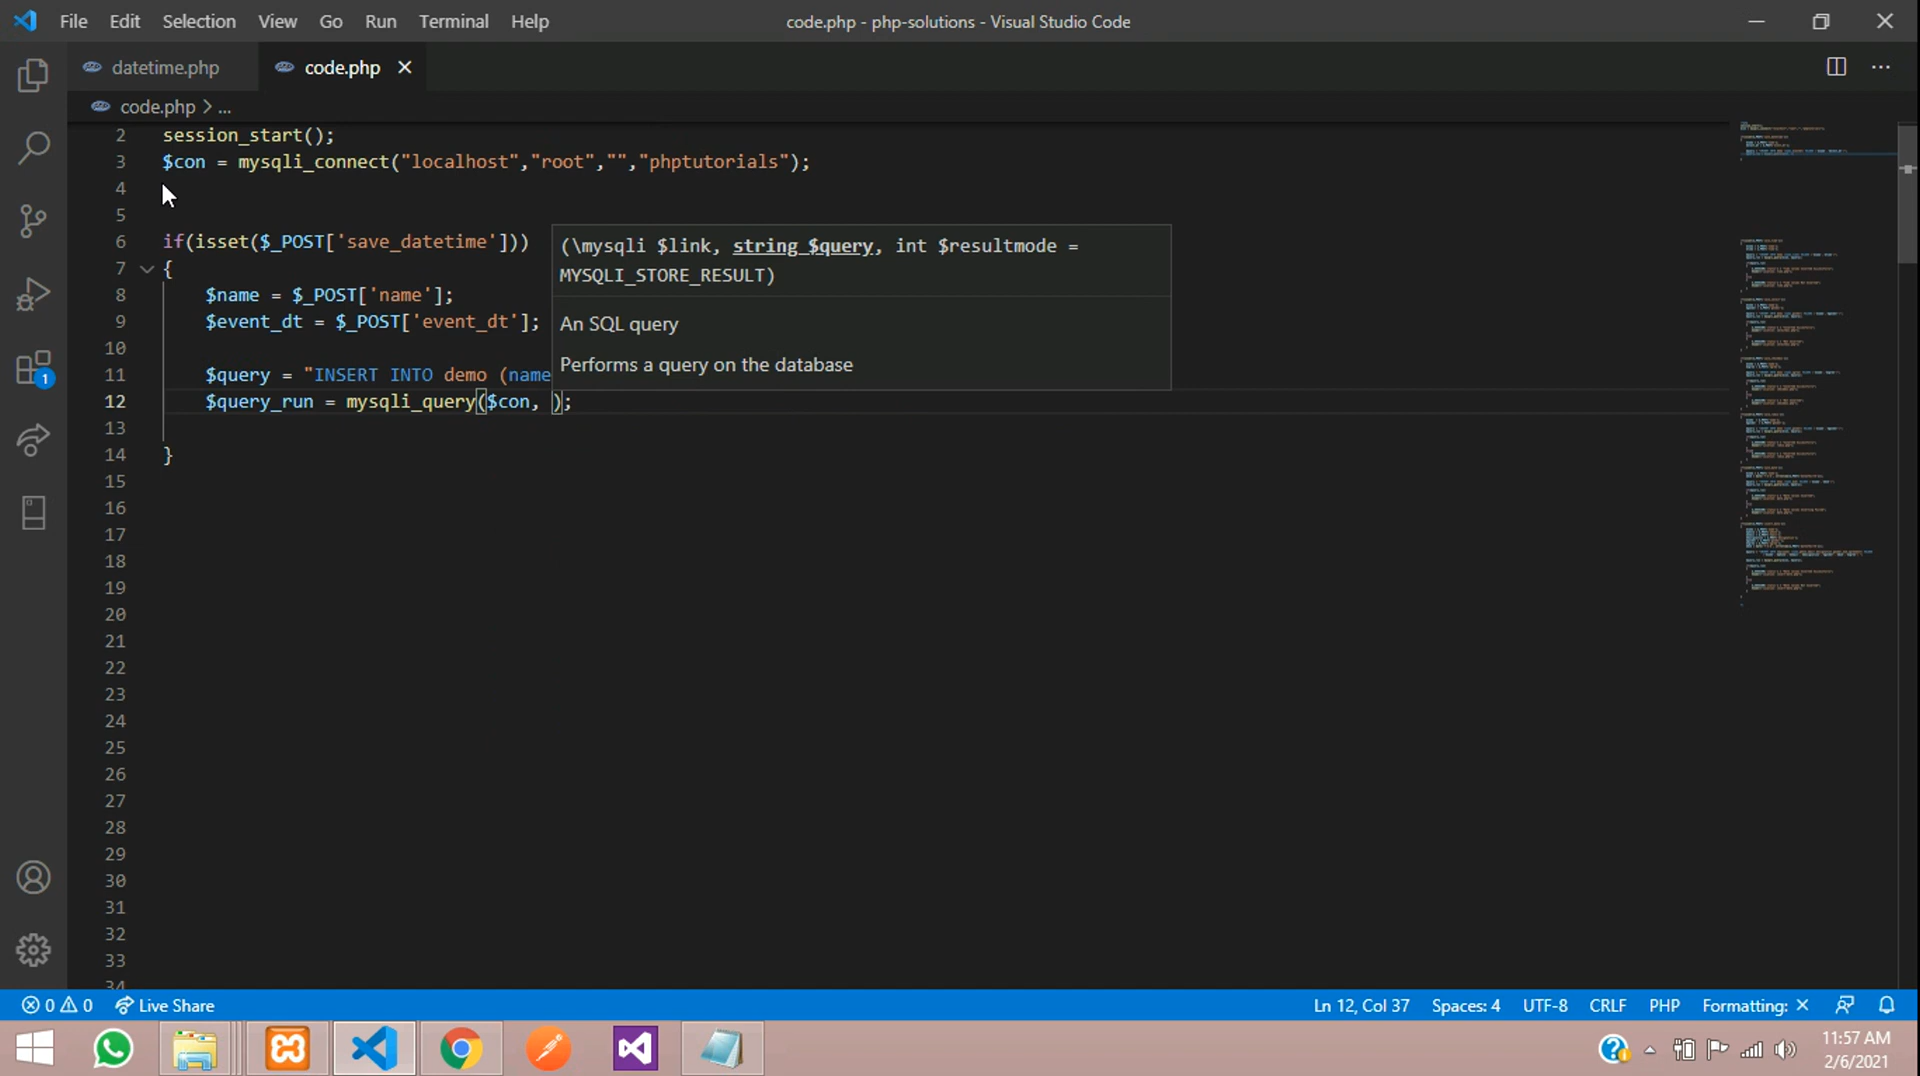 File Edit Selection View Go Run Terminal Help
code.php - php-solutions - Visual Studio Code
datetime.php
code.php
code.php > ...
2 session_start();
3 $con = mysqli_connect("localhost","root","","phptutorials");
4
5
6 if(isset($_POST['save_datetime']))
7 {
8 $name = $_POST['name'];
9 $event_dt = $_POST['event_dt'];
10
11 $query = "INSERT INTO demo (name
12 $query_run = mysqli_query($con, );
13
14 }
(\mysqli $link, string $query, int $resultmode =
MYSQLI_STORE_RESULT)
An SQL query
Performs a query on the database
15
16
17
18
19
20
21
22
23
24
25
26
27
28
29
30
31
32
33
34
1
0 0 Live Share
Ln 12, Col 37 Spaces: 4 UTF-8 CRLF PHP Formatting: ×
11:57 AM
2/6/2021